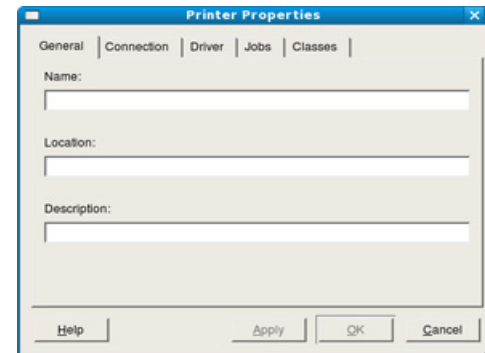 Printer Properties
General Connection Driver Jobs Classes
Name:
Location:
Description:
Help Apply OK Cancel